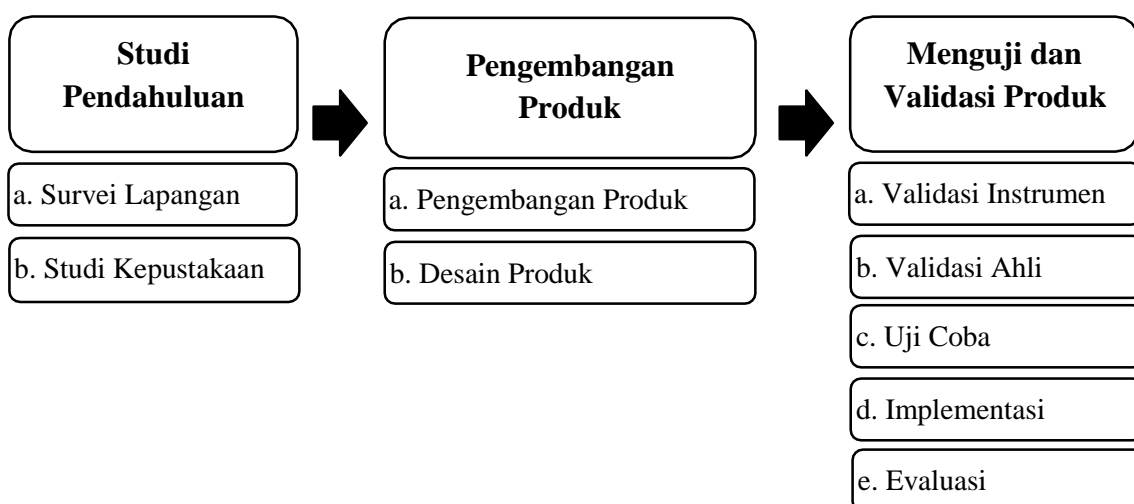 Studi
Pendahuluan
a. Survei Lapangan
b. Studi Kepustakaan
Pengembangan
Produk
a. Pengembangan Produk
b. Desain Produk
Menguji dan
Validasi Produk
a. Validasi Instrumen
b. Validasi Ahli
c. Uji Coba
d. Implementasi
e. Evaluasi